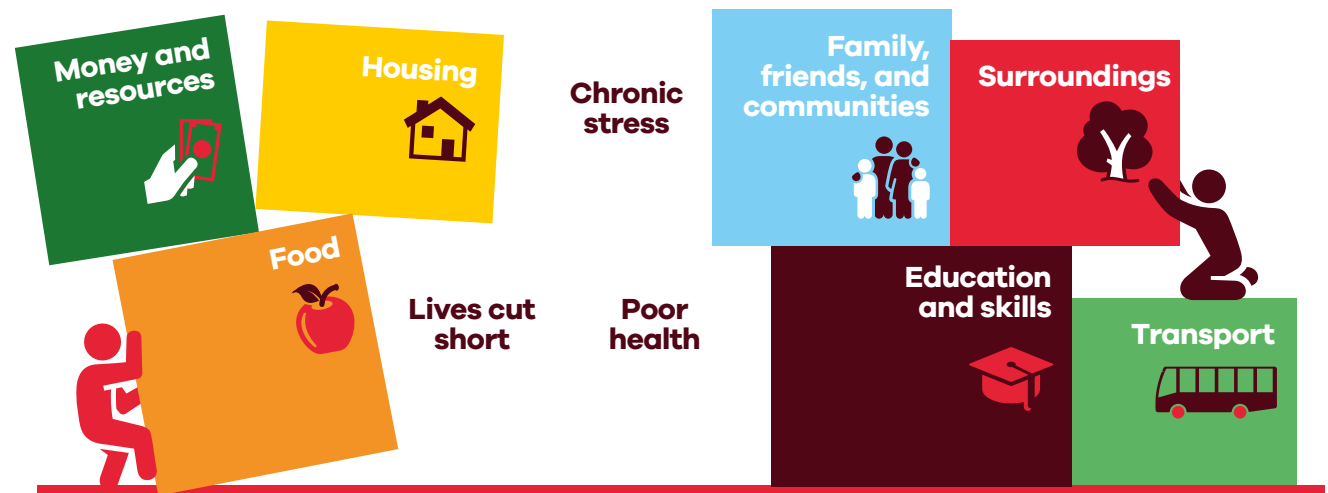 Money and
resources
Housing
Chronic
stress
Family,
friends, and
communities
Surroundings
Food
Lives cut
short
Poor
health
Education
and skills
Transport